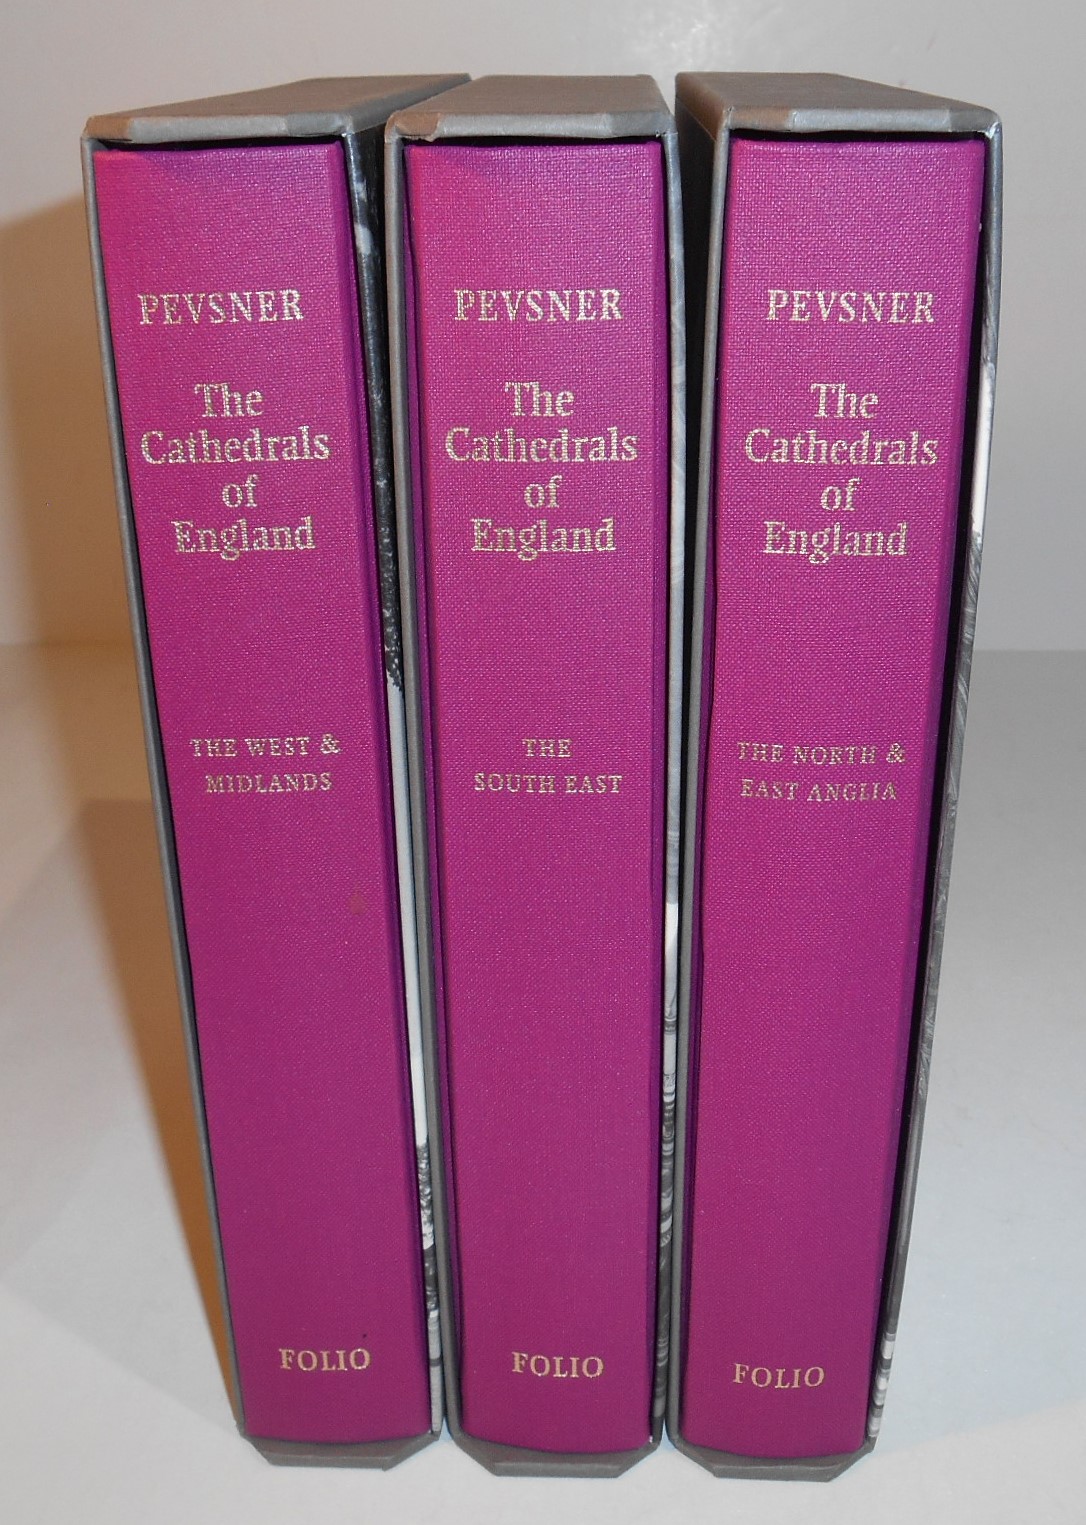 PEVSNER
The
Cathedrals
of
England
THE WEST &
MIDLANDS
FOLIO
PEVSNER
The
Cathedrals
of
England
THE
SOUTH EAST
FOLIO
PEVSNER
The
Cathedrals
of
England
THE NORTH &
EAST ANGLIA
FOLIO